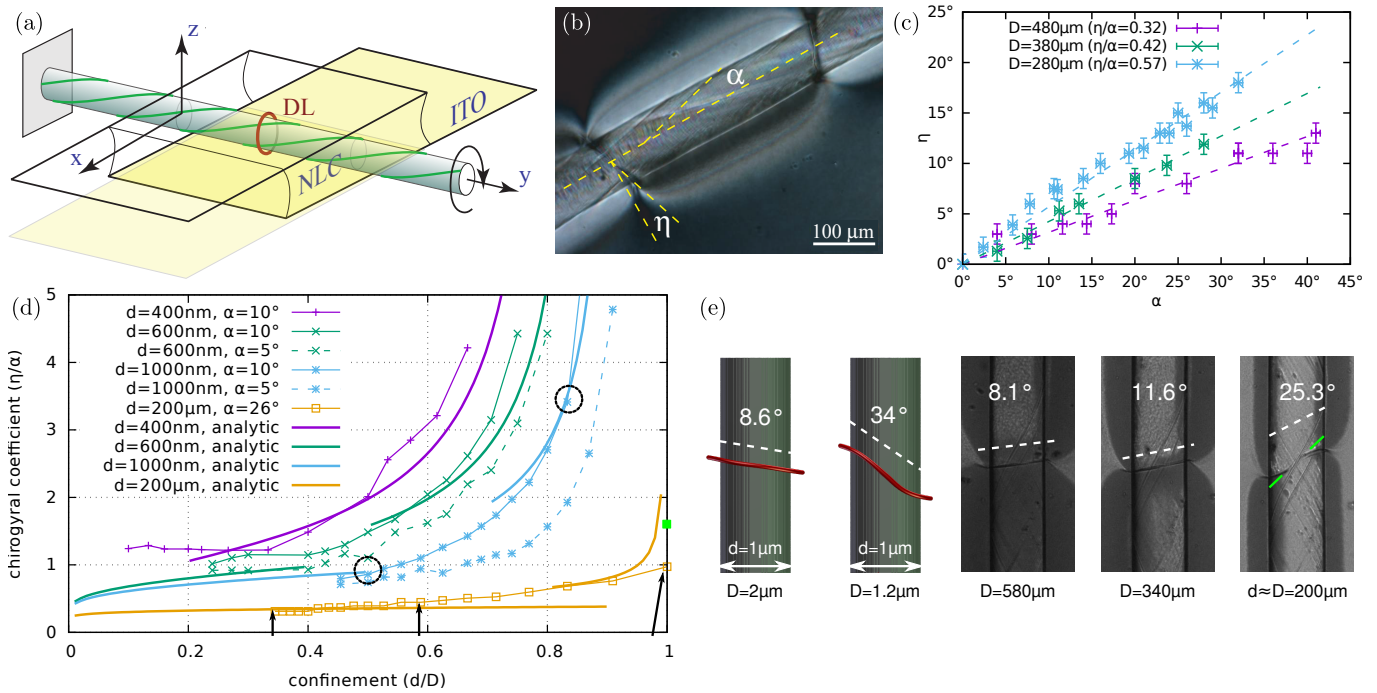 (a)
z
ITO
DL
x
NLC
y
(b)
α
η
100 μm
(c)
25°
20°
15°
10°
5°
0°
η
D=480μm (η/α=0.32)
D=380μm (η/α=0.42)
D=280μm (η/α=0.57)
0° 5° 10° 15° 20° 25° 30° 35° 40° 45°
α
(d)
5
4
3
2
1
0
chirogyral coefficient (η/α)
d=400nm, α=10°
d=600nm, α=10°
d=600nm, α=5°
d=1000nm, α=10°
d=1000nm, α=5°
d=200μm, α=26°
d=400nm, analytic
d=600nm, analytic
d=1000nm, analytic
d=200μm, analytic
0 0.2 0.4 0.6 0.8 1
confinement (d/D)
(e)
8.6° 34° 8.1° 11.6° 25.3°
d=1μm d=1μm
D=2μm D=1.2μm D=580μm D=340μm d≈D=200μm